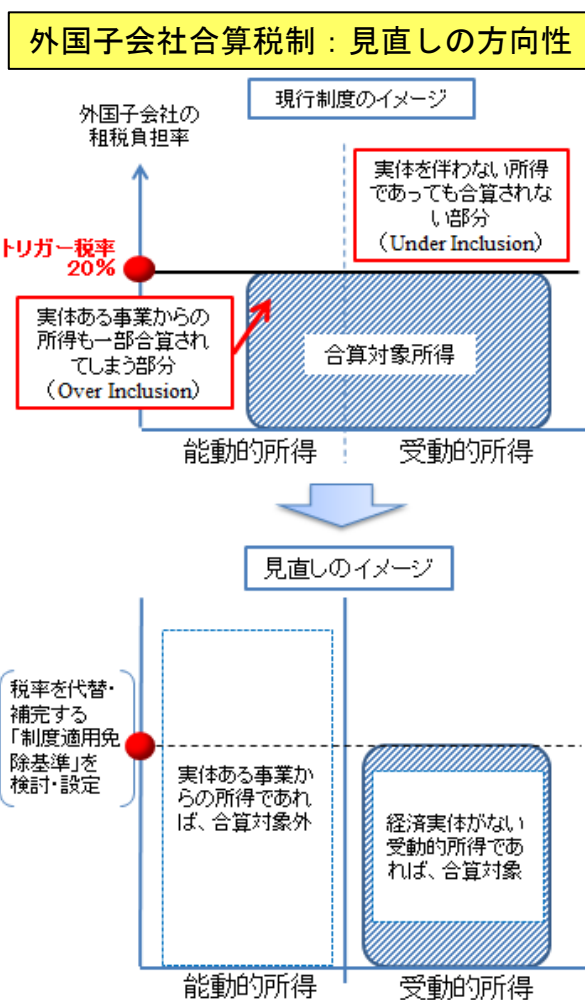 外国子会社合算税制：見直しの方向性
現行制度のイメージ
外国子会社の
租税負担率
実体を伴わない所得
であっても合算されな
い部分
（Under Inclusion）
トリガー税率
20%
実体ある事業からの
所得も一部合算され
てしまう部分
（Over Inclusion）
合算対象所得
能動的所得
受動的所得
見直しのイメージ
税率を代替・
補完する
「制度適用免
除基準」を
検討・設定
実体ある事業か
らの所得であれ
ば、合算対象外
経済実体がない
受動的所得であ
れば、合算対象
能動的所得
受動的所得